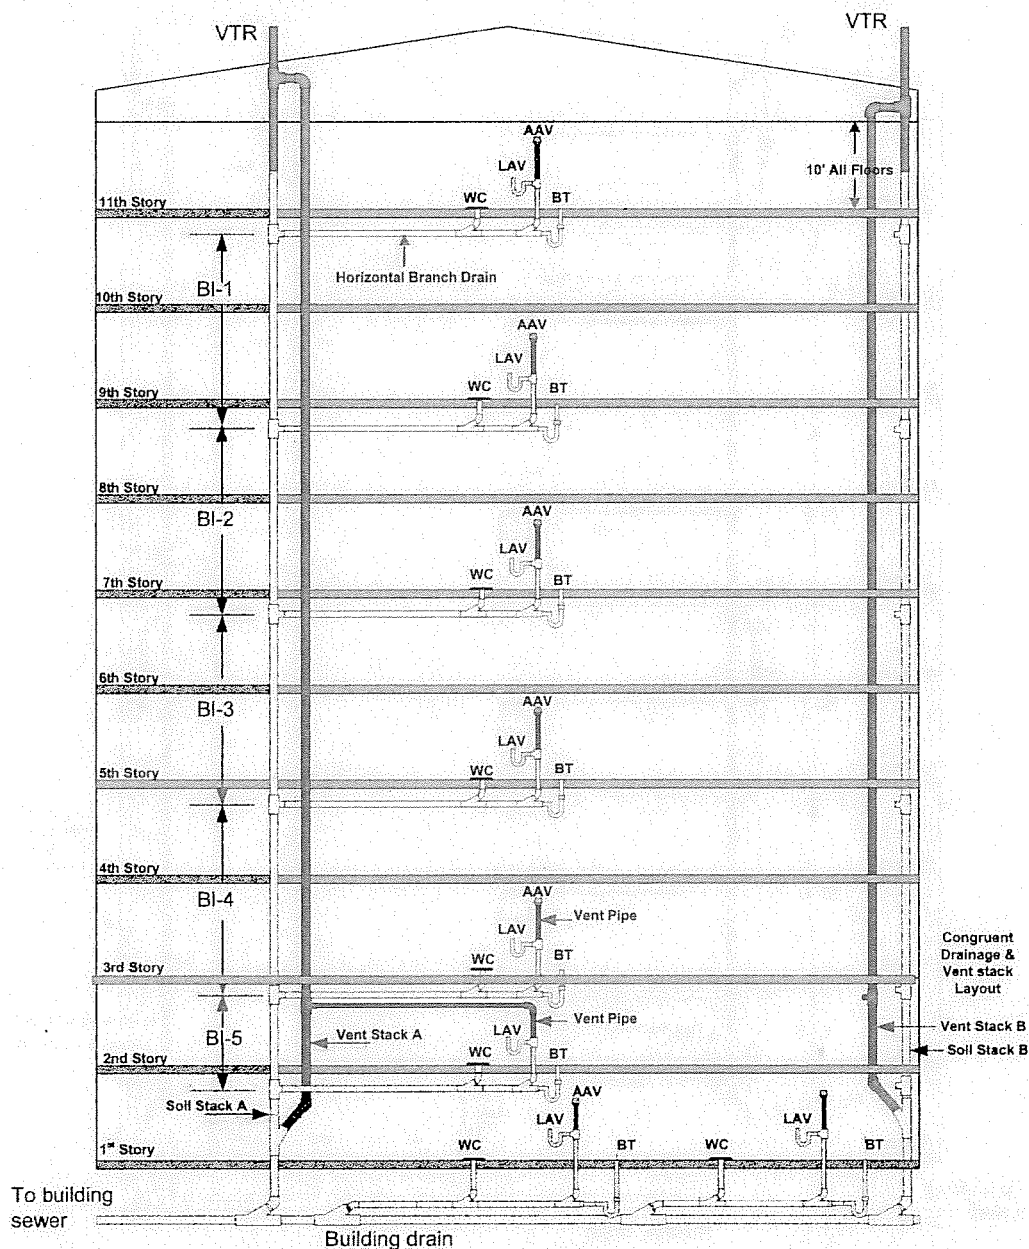 VTR
VTR
AAV
LAV
10' All Floors
WC
BT
11th Story
Horizontal Branch Drain
BI-1
10th Story
AAV
LAV
WC
BT
9th Story
8th Story
BI-2
AAV
LAV
WC
BT
7th Story
6th Story
BI-3
AAV
LAV
WC
BT
5th Story
4th Story
BI-4
AAV
Vent Pipe
LAV
WC
BT
3rd Story
Congruent
Drainage &
Vent stack
Layout
Vent Pipe
Vent Stack B
BI-5
Vent Stack A
LAV
Soil Stack B
WC
BT
2nd Story
AAV
Soil Stack A
LAV
LAV
WC
BT
WC
BT
1st Story
To building
sewer
Building drain